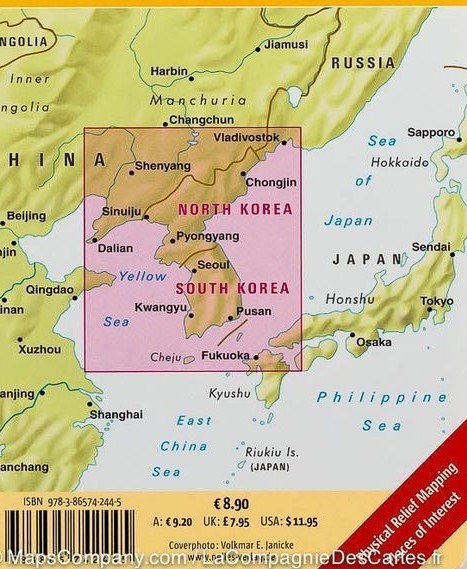 ONGOLIA
Jiamusi
RUSSIA
Harbin
Inner
Manchuria
ngolia
Changchun
Vladivostok
Sea
Sapporo
HINA
Shenyang
Hokkaido
Chongjin
of
Sinuiju
NORTH KOREA
Beijing
Japan
Pyongyang
Dalian
Sendai
jin
Seoul
JAPAN
Yellow
Qingdao
SOUTH KOREA
Honshu
inan
Kwangyu
Pusan
Tokyo
Sea
Osaka
Xuzhou
Cheju
Fukuoka
Kyushu
Philippine
anjing
Shanghai
East
Sea
China
Riukiu Is.
anchang
Sea
(JAPAN)
Physical Relief Mapping
Places of Interest
ISBN 978-3-86574-244-5
€ 8.90
A: € 9.20 UK: £ 7.95 USA: $ 11.95
Coverphoto: Volkmar E. Janicke
MapsCompany.com / LaCompagnieDesCartes.fr